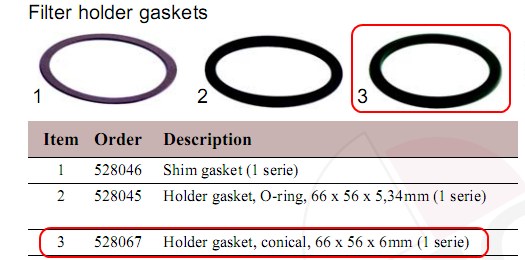 Filter holder gaskets
1 2 3
Item Order Description
1 528046 Shim gasket (1 serie)
2 528045 Holder gasket, O-ring, 66 x 56 x 5,34mm (1 serie)
3 528067 Holder gasket, conical, 66 x 56 x 6mm (1 serie)